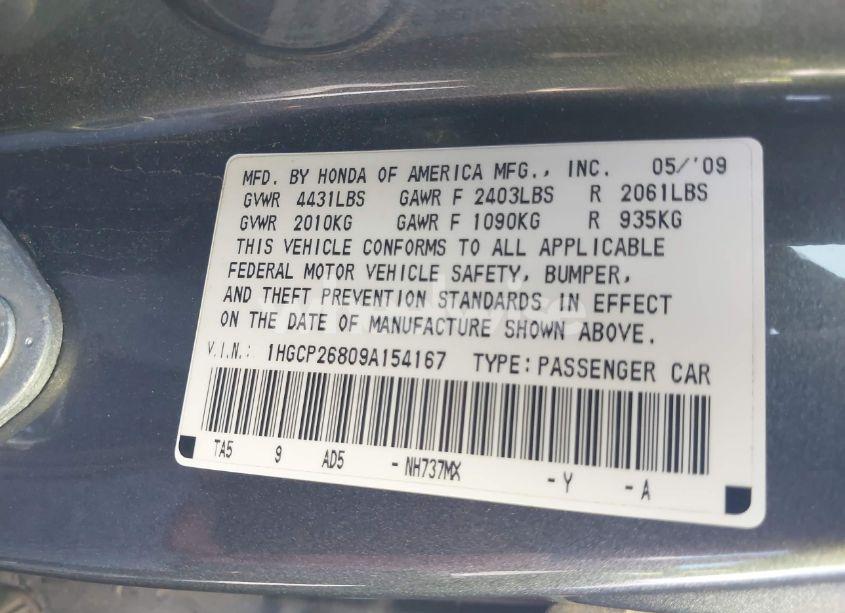 MFD. BY HONDA OF AMERICA MFG., INC. 05/'09
GVWR 4431LBS GAWR F 2403LBS R 2061LBS
GVWR 2010KG GAWR F 1090KG R 935KG
THIS VEHICLE CONFORMS TO ALL APPLICABLE
FEDERAL MOTOR VEHICLE SAFETY, BUMPER,
AND THEFT PREVENTION STANDARDS IN EFFECT
ON THE DATE OF MANUFACTURE SHOWN ABOVE.
V.I.N.: 1HGCP26809A154167 TYPE: PASSENGER CAR
TA5 9 AD5 - NH737MX - Y - A